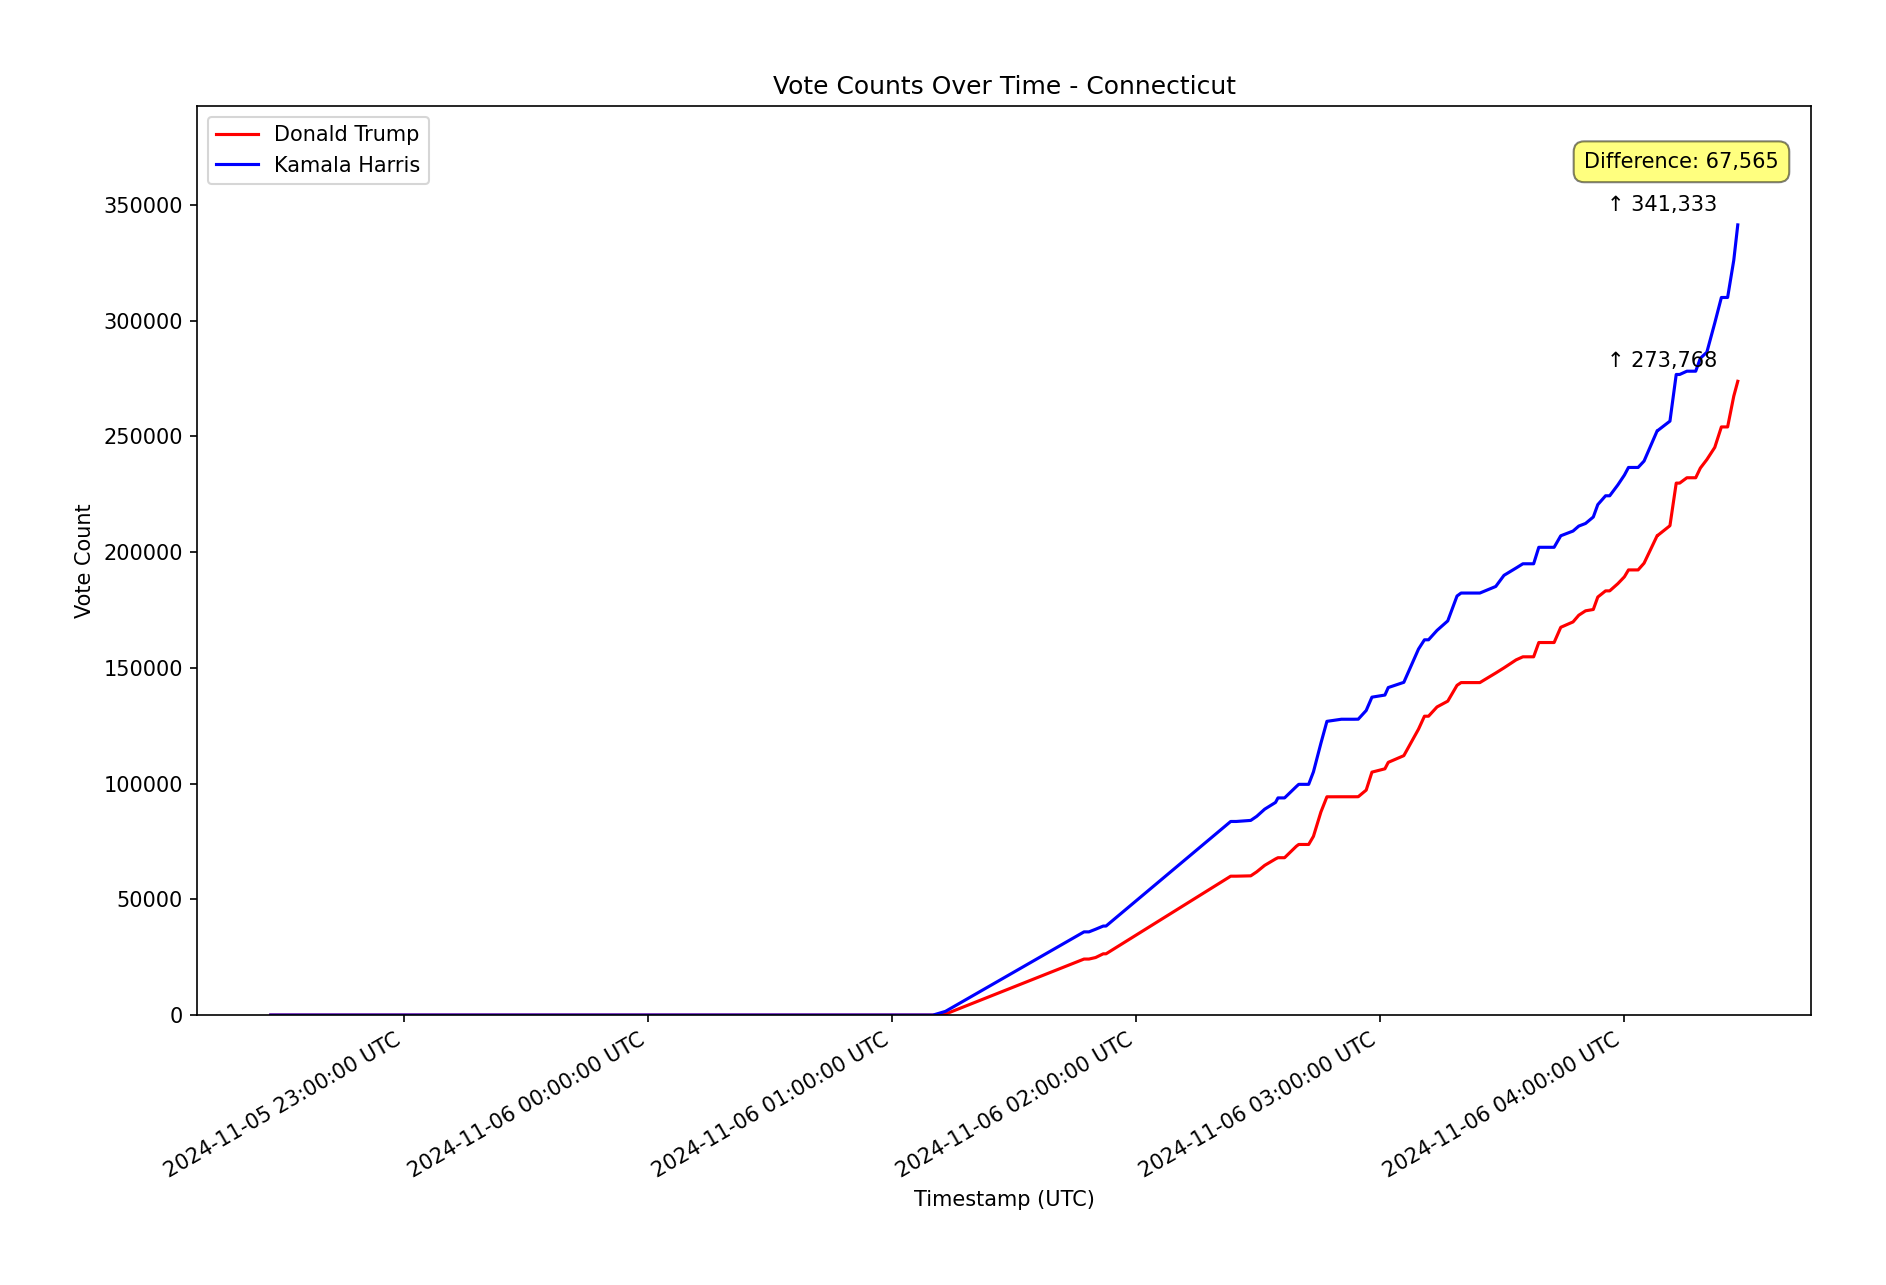 Vote Counts Over Time - Connecticut
Donald Trump
Kamala Harris
Difference: 67,565
↑ 341,333
↑ 273,768
Vote Count
350000
300000
250000
200000
150000
100000
50000
0
2024-11-05 23:00:00 UTC
2024-11-06 00:00:00 UTC
2024-11-06 01:00:00 UTC
2024-11-06 02:00:00 UTC
2024-11-06 03:00:00 UTC
2024-11-06 04:00:00 UTC
Timestamp (UTC)